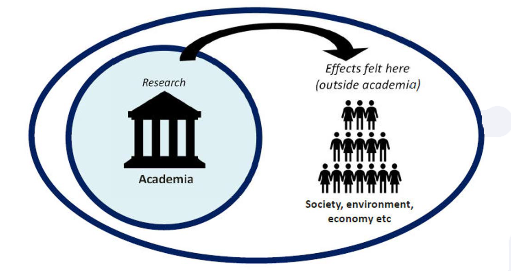 Research
Academia
Effects felt here
(outside academia)
Society, environment,
economy etc